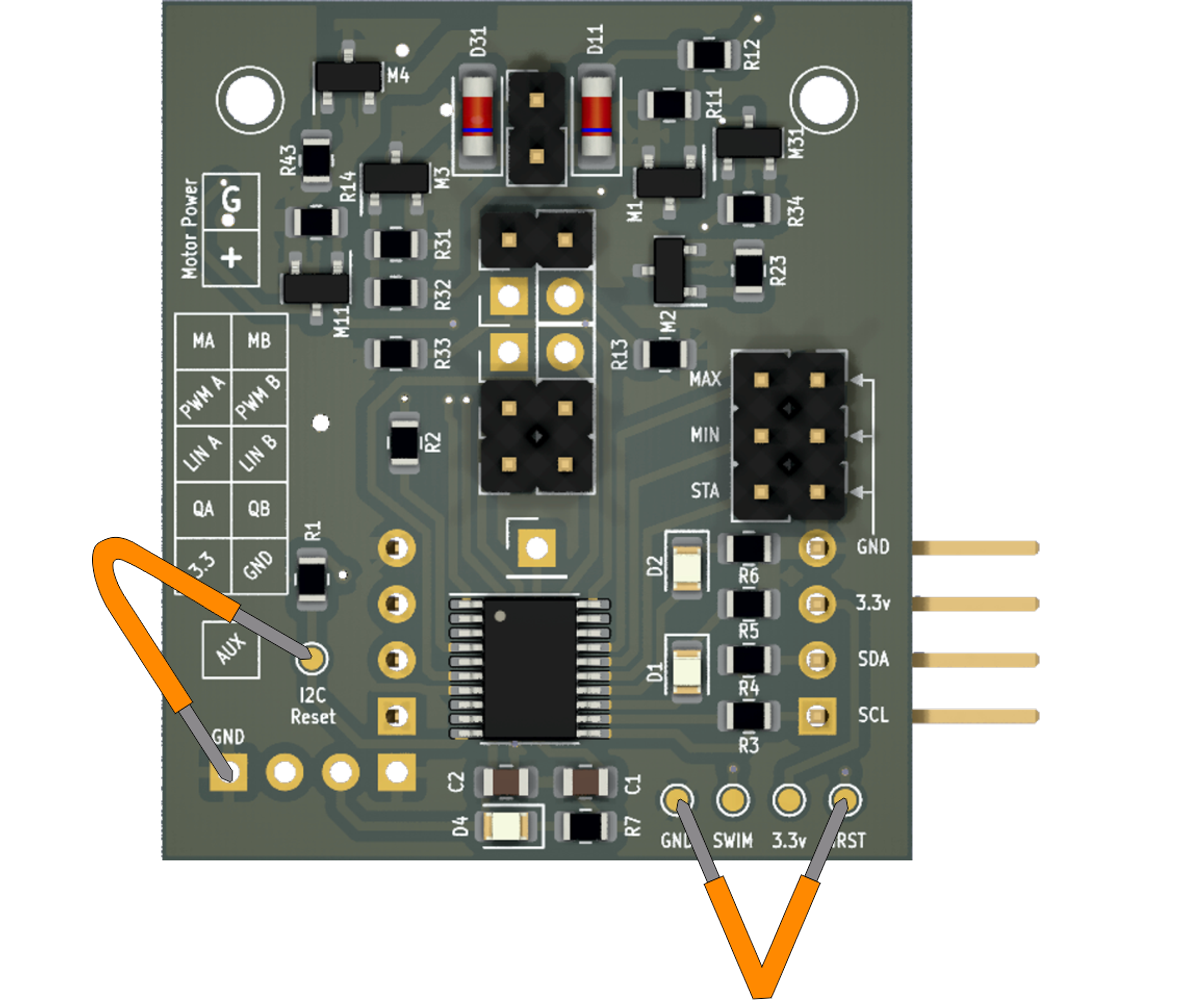 D31
D11
R12
M4
R11
M31
R43
R14
M3
M1
R34
Motor Power
G
+
R31
R23
R32
M11
M2
R33
R13
MA MB
PWM A PWM B
LIN A LIN B
QA QB
3.3 GND
AUX
MAX
MIN
STA
R2
R1
D2
R6
GND
R5
3.3v
D1
R4
SDA
R3
SCL
I2C
Reset
GND
C2
C1
D4
R7
GND SWIM 3.3v RST